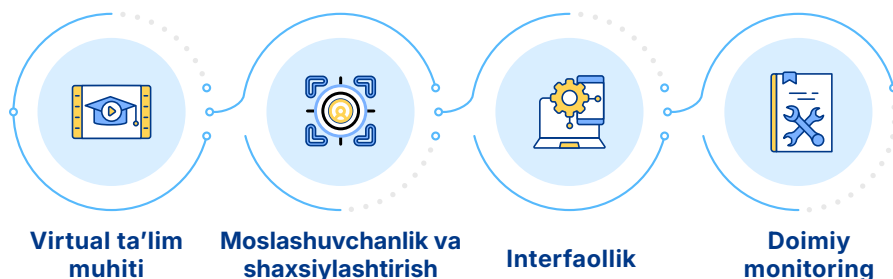 Virtual ta’lim
muhiti
Moslashuvchanlik va
shaxsiylashtirish
Interfaollik
Doimiy
monitoring